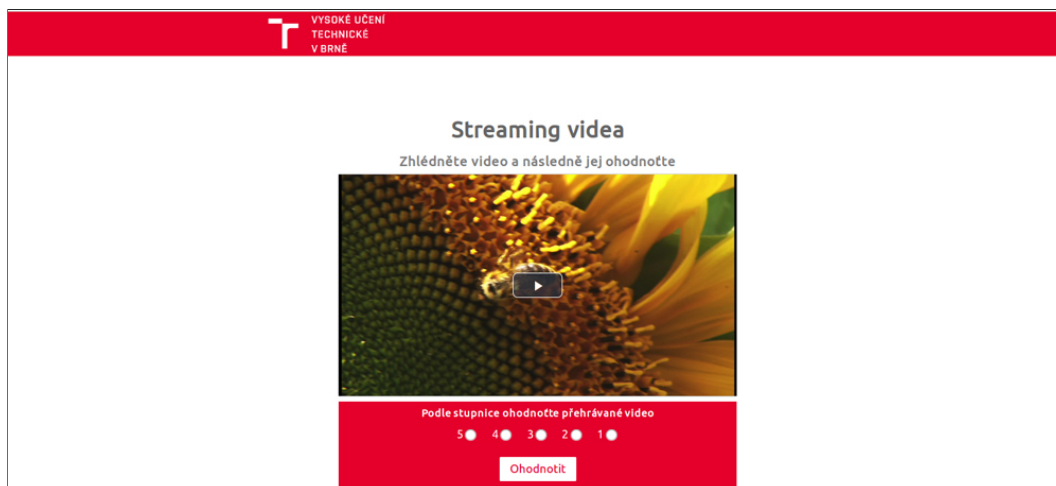 VYSOKÉ UČENÍ
TECHNICKÉ
V BRNĚ
Streaming videa
Zhlédněte video a následně jej ohodnoťte
Podle stupnice ohodnoťte přehrávané video
5 4 3 2 1
Ohodnotit